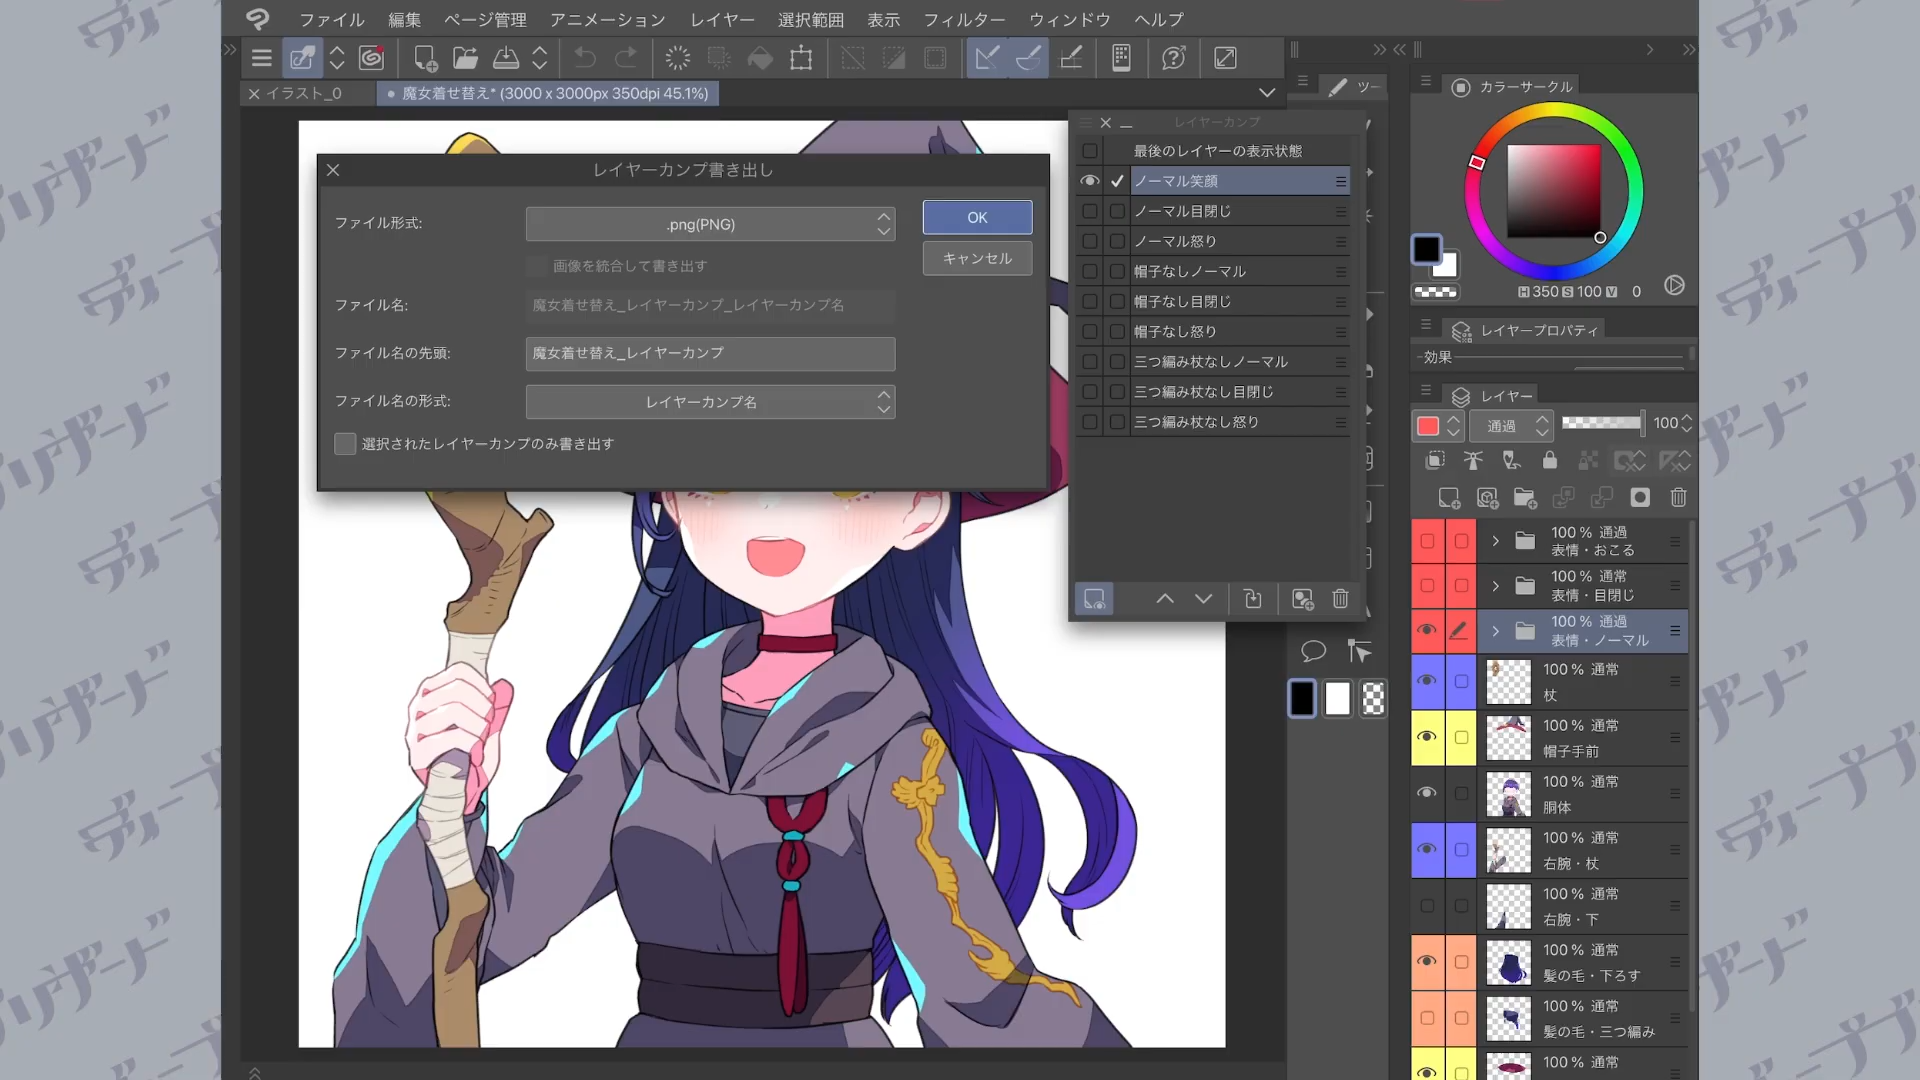 ファイル 編集 ページ管理 アニメーション レイヤー 選択範囲 表示 フィルター ウィンドウ ヘルプ
イラスト_0
魔女着せ替え* (3000 x 3000px 350dpi 45.1%)
ツー
カラーサークル
H 350 S 100 V 0
レイヤーカンプ書き出し
ファイル形式:
.png(PNG)
画像を統合して書き出す
ファイル名:
魔女着せ替え_レイヤーカンプ_レイヤーカンプ名
ファイル名の先頭:
魔女着せ替え_レイヤーカンプ
ファイル名の形式:
レイヤーカンプ名
選択されたレイヤーカンプのみ書き出す
OK
キャンセル
レイヤーカンプ
最後のレイヤーの表示状態
ノーマル笑顔
ノーマル目閉じ
ノーマル怒り
帽子なしノーマル
帽子なし目閉じ
帽子なし怒り
三つ編み杖なしノーマル
三つ編み杖なし目閉じ
三つ編み杖なし怒り
レイヤープロパティ
効果
レイヤー
通過
100
100 % 通過
表情・おこる
100 % 通常
表情・目閉じ
100 % 通過
表情・ノーマル
100 % 通常
杖
100 % 通常
帽子手前
100 % 通常
胴体
100 % 通常
右腕・杖
100 % 通常
右腕・下
100 % 通常
髪の毛・下ろす
100 % 通常
髪の毛・三つ編み
100 % 通常